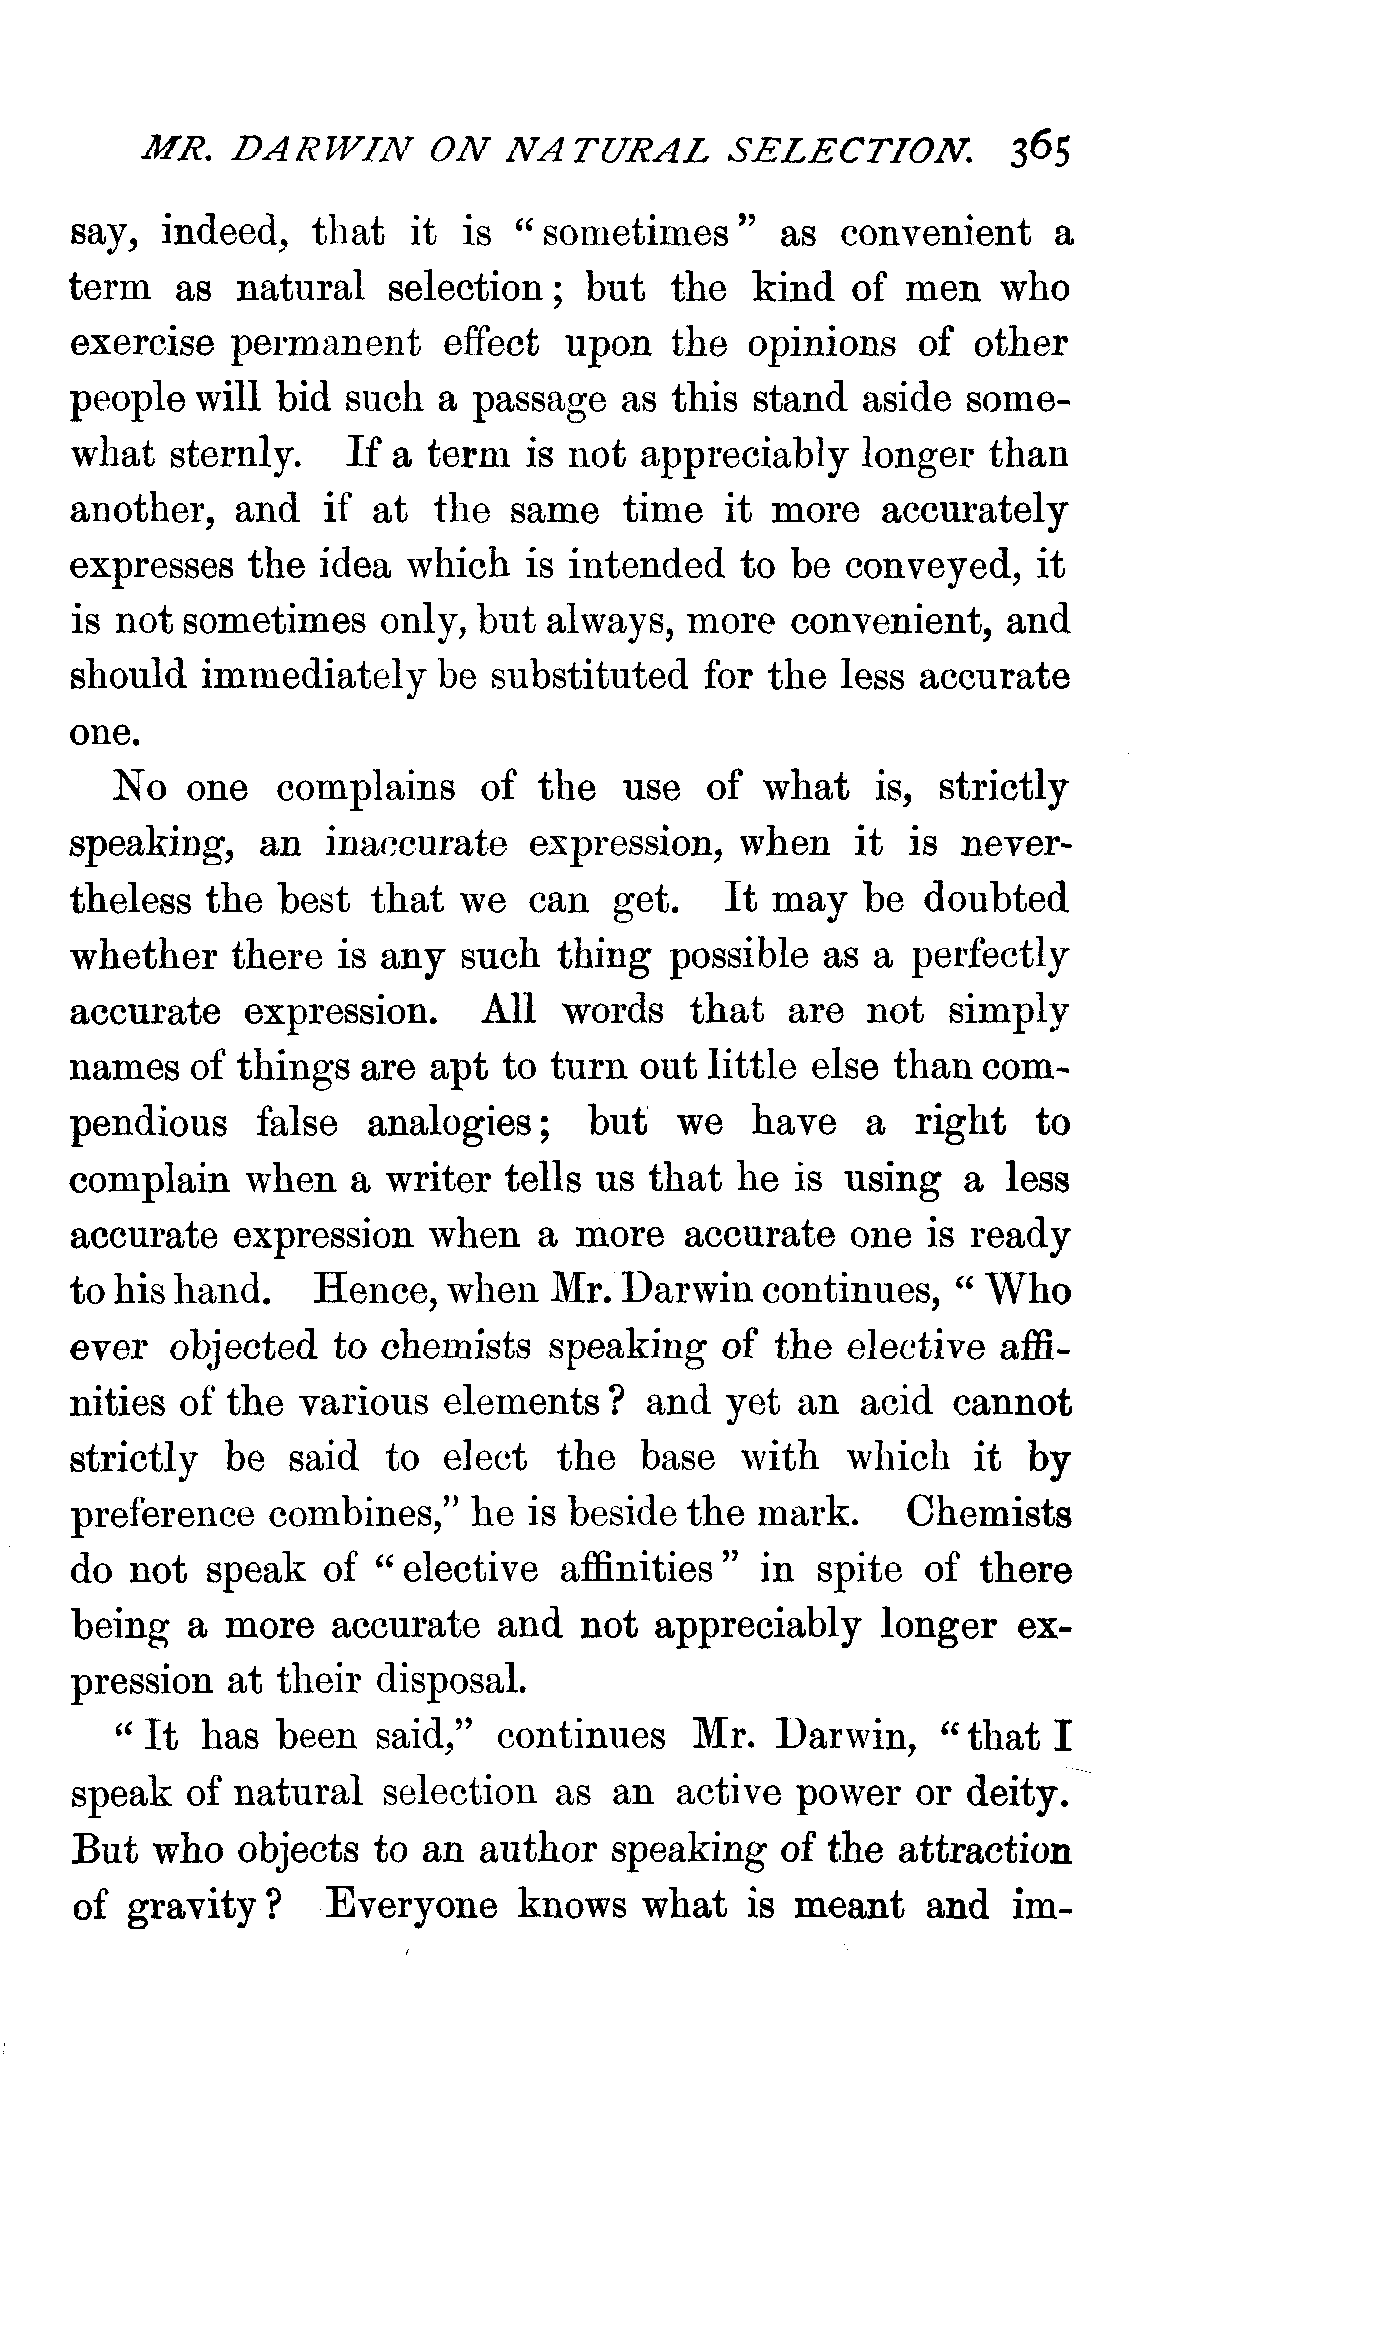 MR. DARWIN ON NATURAL SELECTION. 365
say, indeed, that it is “sometimes” as convenient a
term as natural selection; but the kind of men who
exercise permanent effect upon the opinions of other
people will bid such a passage as this stand aside some-
what sternly. If a term is not appreciably longer than
another, and if at the same time it more accurately
expresses the idea which is intended to be conveyed, it
is not sometimes only, but always, more convenient, and
should immediately be substituted for the less accurate
one.
No one complains of the use of what is, strictly
speaking, an inaccurate expression, when it is never-
theless the best that we can get. It may be doubted
whether there is any such thing possible as a perfectly
accurate expression. All words that are not simply
names of things are apt to turn out little else than com-
pendious false analogies; but we have a right to
complain when a writer tells us that he is using a less
accurate expression when a more accurate one is ready
to his hand. Hence, when Mr. Darwin continues, “Who
ever objected to chemists speaking of the elective affi-
nities of the various elements? and yet an acid cannot
strictly be said to elect the base with which it by
preference combines,” he is beside the mark. Chemists
do not speak of “elective affinities” in spite of there
being a more accurate and not appreciably longer ex-
pression at their disposal.
“It has been said,” continues Mr. Darwin, “that I
speak of natural selection as an active power or deity.
But who objects to an author speaking of the attraction
of gravity? Everyone knows what is meant and im-